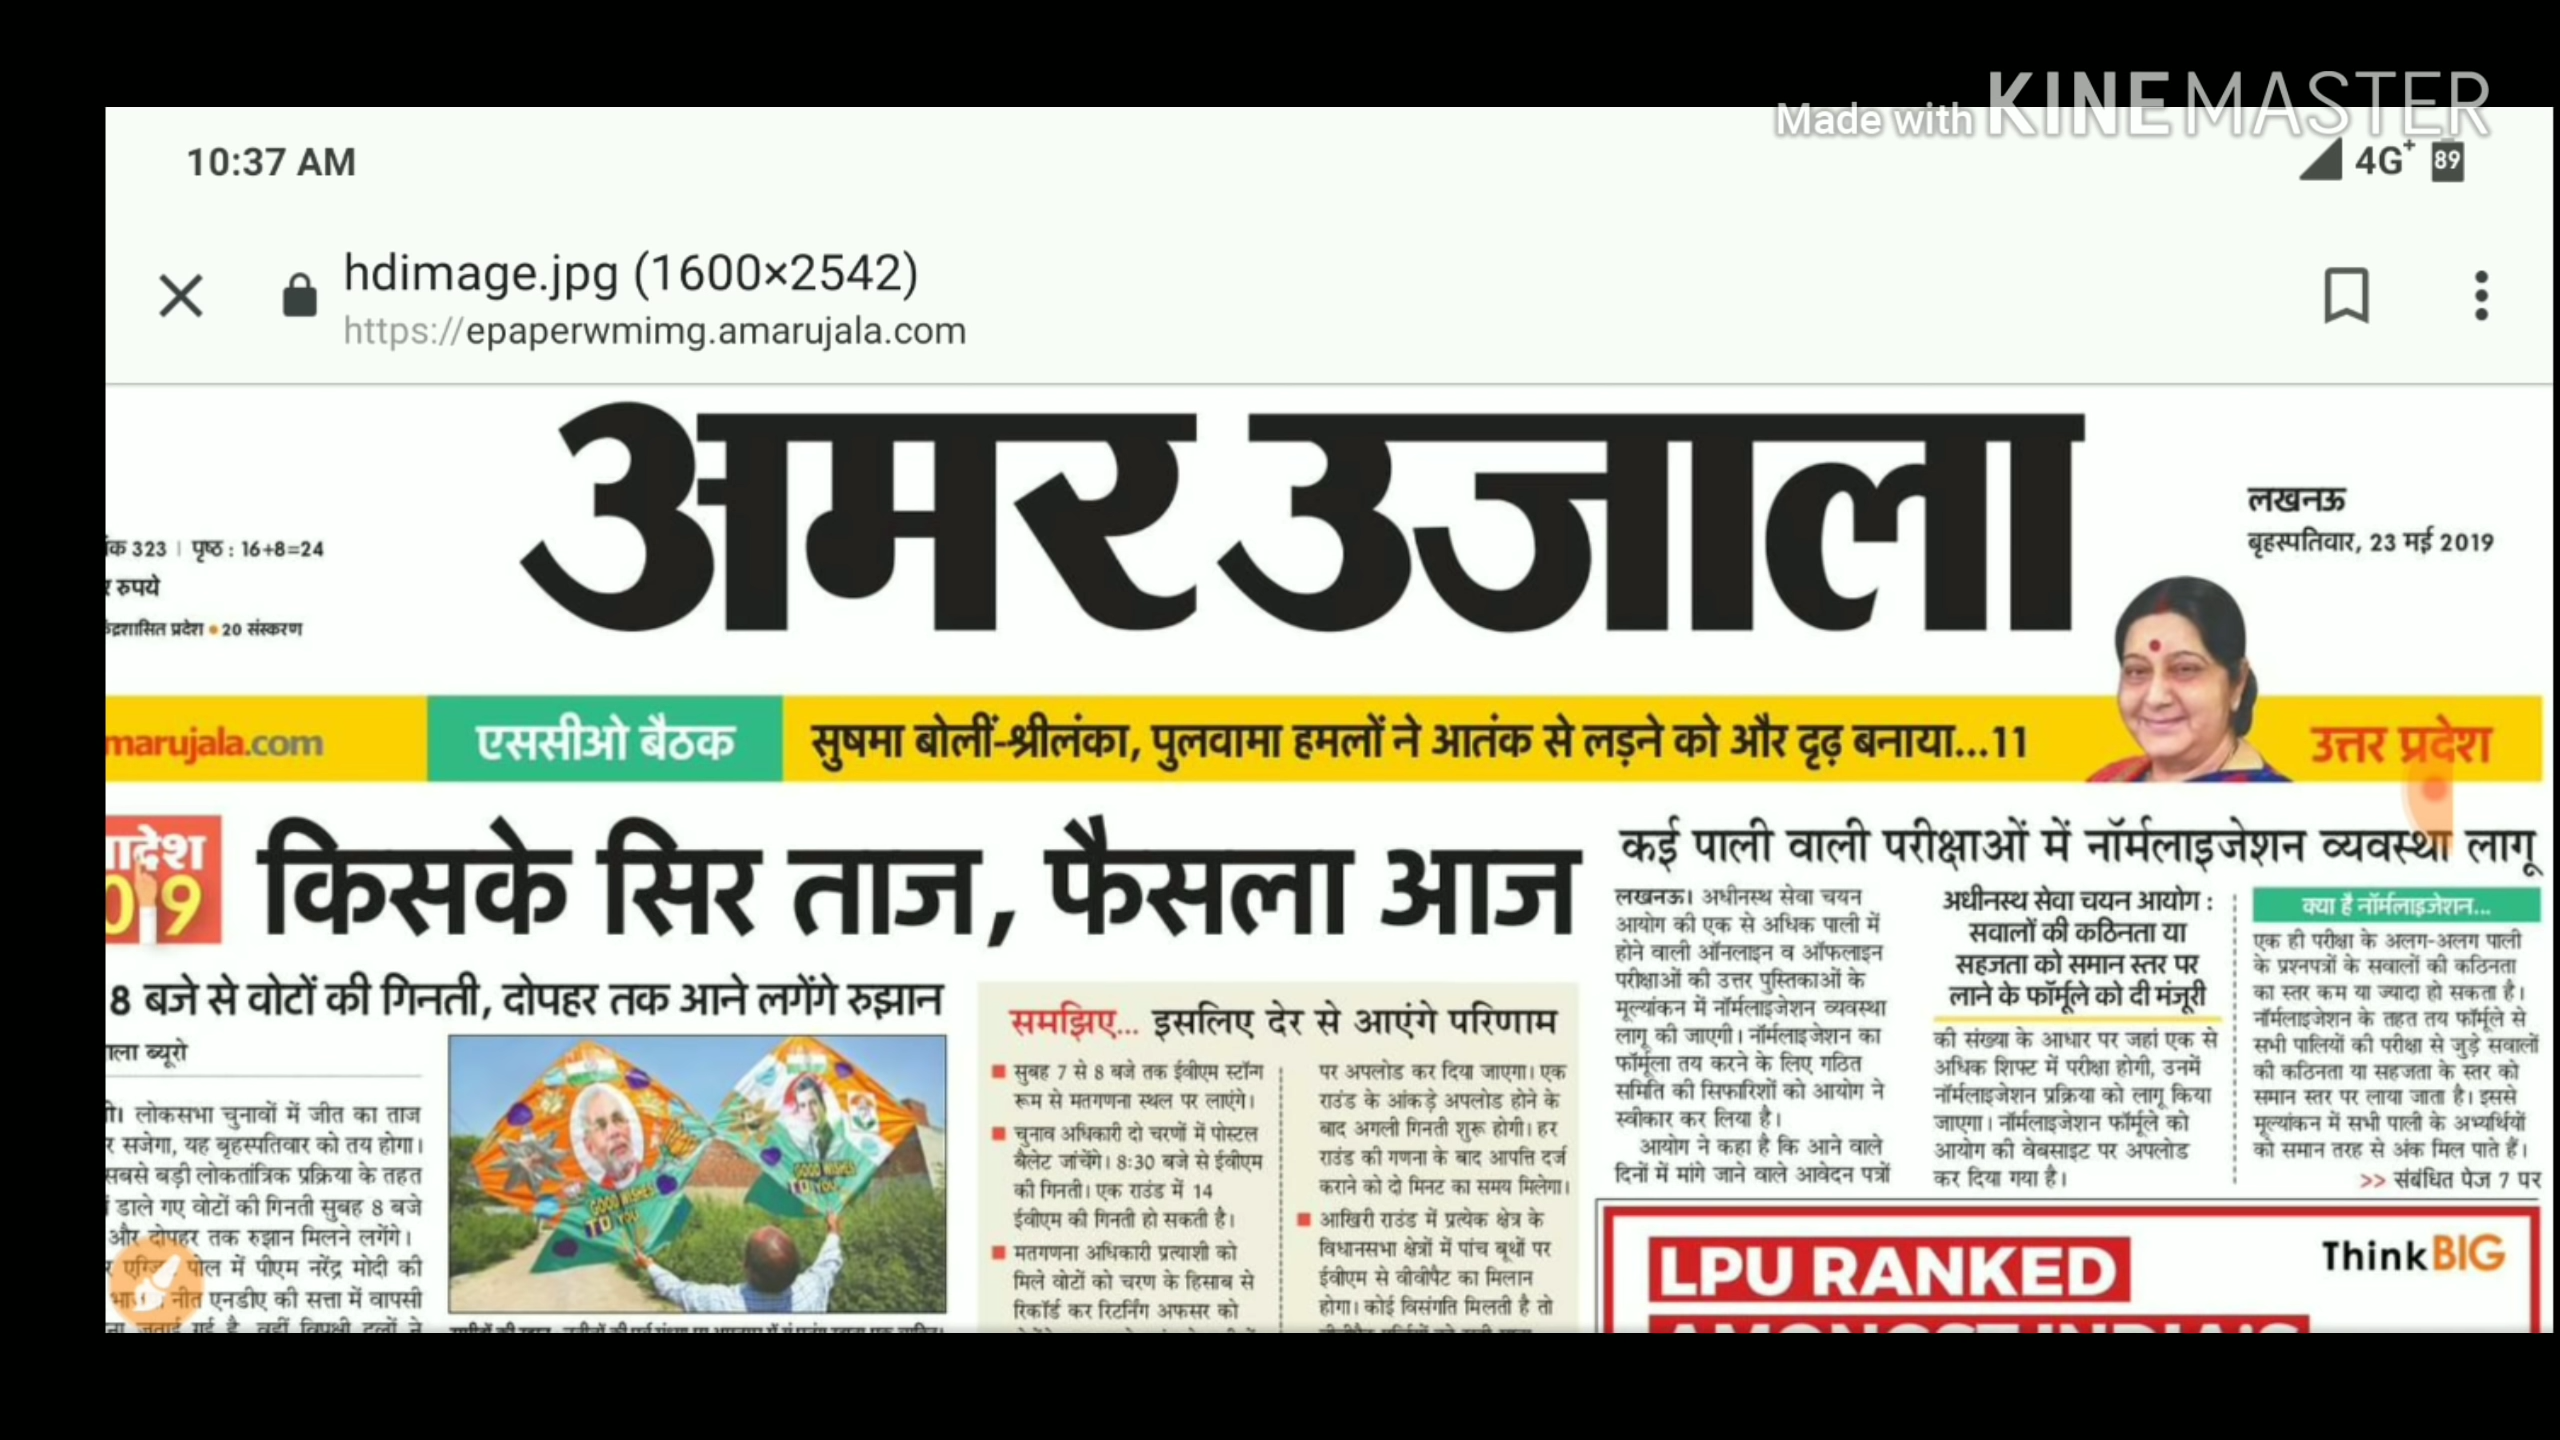 Made with KINEMASTER
10:37 AM
4G+ 89
hdimage.jpg (1600×2542)
https://epaperwmimg.amarujala.com
अमर उजाला
323 | पृष्ठ : 16+8=24
रुपये
प्रदेश • 20 संस्करण
लखनऊ
बृहस्पतिवार, 23 मई 2019
marujala.com
एससीओ बैठक
सुषमा बोलीं-श्रीलंका, पुलवामा हमलों ने आतंक से लड़ने को और दृढ़ बनाया...11
उत्तर प्रदेश
किसके सिर ताज, फैसला आज
8 बजे से वोटों की गिनती, दोपहर तक आने लगेंगे रुझान
ब्यूरो
लोकसभा चुनावों में जीत का ताज
सजेगा, यह बृहस्पतिवार को तय होगा।
सबसे बड़ी लोकतांत्रिक प्रक्रिया के तहत
डाले गए वोटों की गिनती सुबह 8 बजे
और दोपहर तक रुझान मिलने लगेंगे।
पोल में पीएम नरेंद्र मोदी की
नीत एनडीए की सत्ता में वापसी
GOOD WISHES
TO YOU
GOOD WISHES
TO YOU
समझिए... इसलिए देर से आएंगे परिणाम
सुबह 7 से 8 बजे तक ईवीएम स्टॉन्ग
रूम से मतगणना स्थल पर लाएंगे।
चुनाव अधिकारी दो चरणों में पोस्टल
बैलेट जांचेंगे। 8:30 बजे से ईवीएम
की गिनती। एक राउंड में 14
ईवीएम की गिनती हो सकती है।
मतगणना अधिकारी प्रत्याशी को
मिले वोटों को चरण के हिसाब से
रिकॉर्ड कर रिटर्निंग अफसर को
पर अपलोड कर दिया जाएगा। एक
राउंड के आंकड़े अपलोड होने के
बाद अगली गिनती शुरू होगी। हर
राउंड की गणना के बाद आपत्ति दर्ज
कराने को दो मिनट का समय मिलेगा।
आखिरी राउंड में प्रत्येक क्षेत्र के
विधानसभा क्षेत्रों में पांच बूथों पर
ईवीएम से वीवीपैट का मिलान
होगा। कोई विसंगति मिलती है तो
कई पाली वाली परीक्षाओं में नॉर्मलाइजेशन व्यवस्था लागू
लखनऊ। अधीनस्थ सेवा चयन
आयोग की एक से अधिक पाली में
होने वाली ऑनलाइन व ऑफलाइन
परीक्षाओं की उत्तर पुस्तिकाओं के
मूल्यांकन में नॉर्मलाइजेशन व्यवस्था
लागू की जाएगी। नॉर्मलाइजेशन का
फॉर्मूला तय करने के लिए गठित
समिति की सिफारिशों को आयोग ने
स्वीकार कर लिया है।
आयोग ने कहा है कि आने वाले
दिनों में मांगे जाने वाले आवेदन पत्रों
अधीनस्थ सेवा चयन आयोग :
सवालों की कठिनता या
सहजता को समान स्तर पर
लाने के फॉर्मूले को दी मंजूरी
की संख्या के आधार पर जहां एक से
अधिक शिफ्ट में परीक्षा होगी, उनमें
नॉर्मलाइजेशन प्रक्रिया को लागू किया
जाएगा। नॉर्मलाइजेशन फॉर्मूले को
आयोग की वेबसाइट पर अपलोड
कर दिया गया है।
क्या है नॉर्मलाइजेशन...
एक ही परीक्षा के अलग-अलग पाली
के प्रश्नपत्रों के सवालों की कठिनता
का स्तर कम या ज्यादा हो सकता है।
नॉर्मलाइजेशन के तहत तय फॉर्मूले से
सभी पालियों की परीक्षा से जुड़े सवालों
की कठिनता या सहजता के स्तर को
समान स्तर पर लाया जाता है। इससे
मूल्यांकन में सभी पाली के अभ्यर्थियों
को समान तरह से अंक मिल पाते हैं।
>> संबंधित पेज 7 पर
LPU RANKED
Think BIG